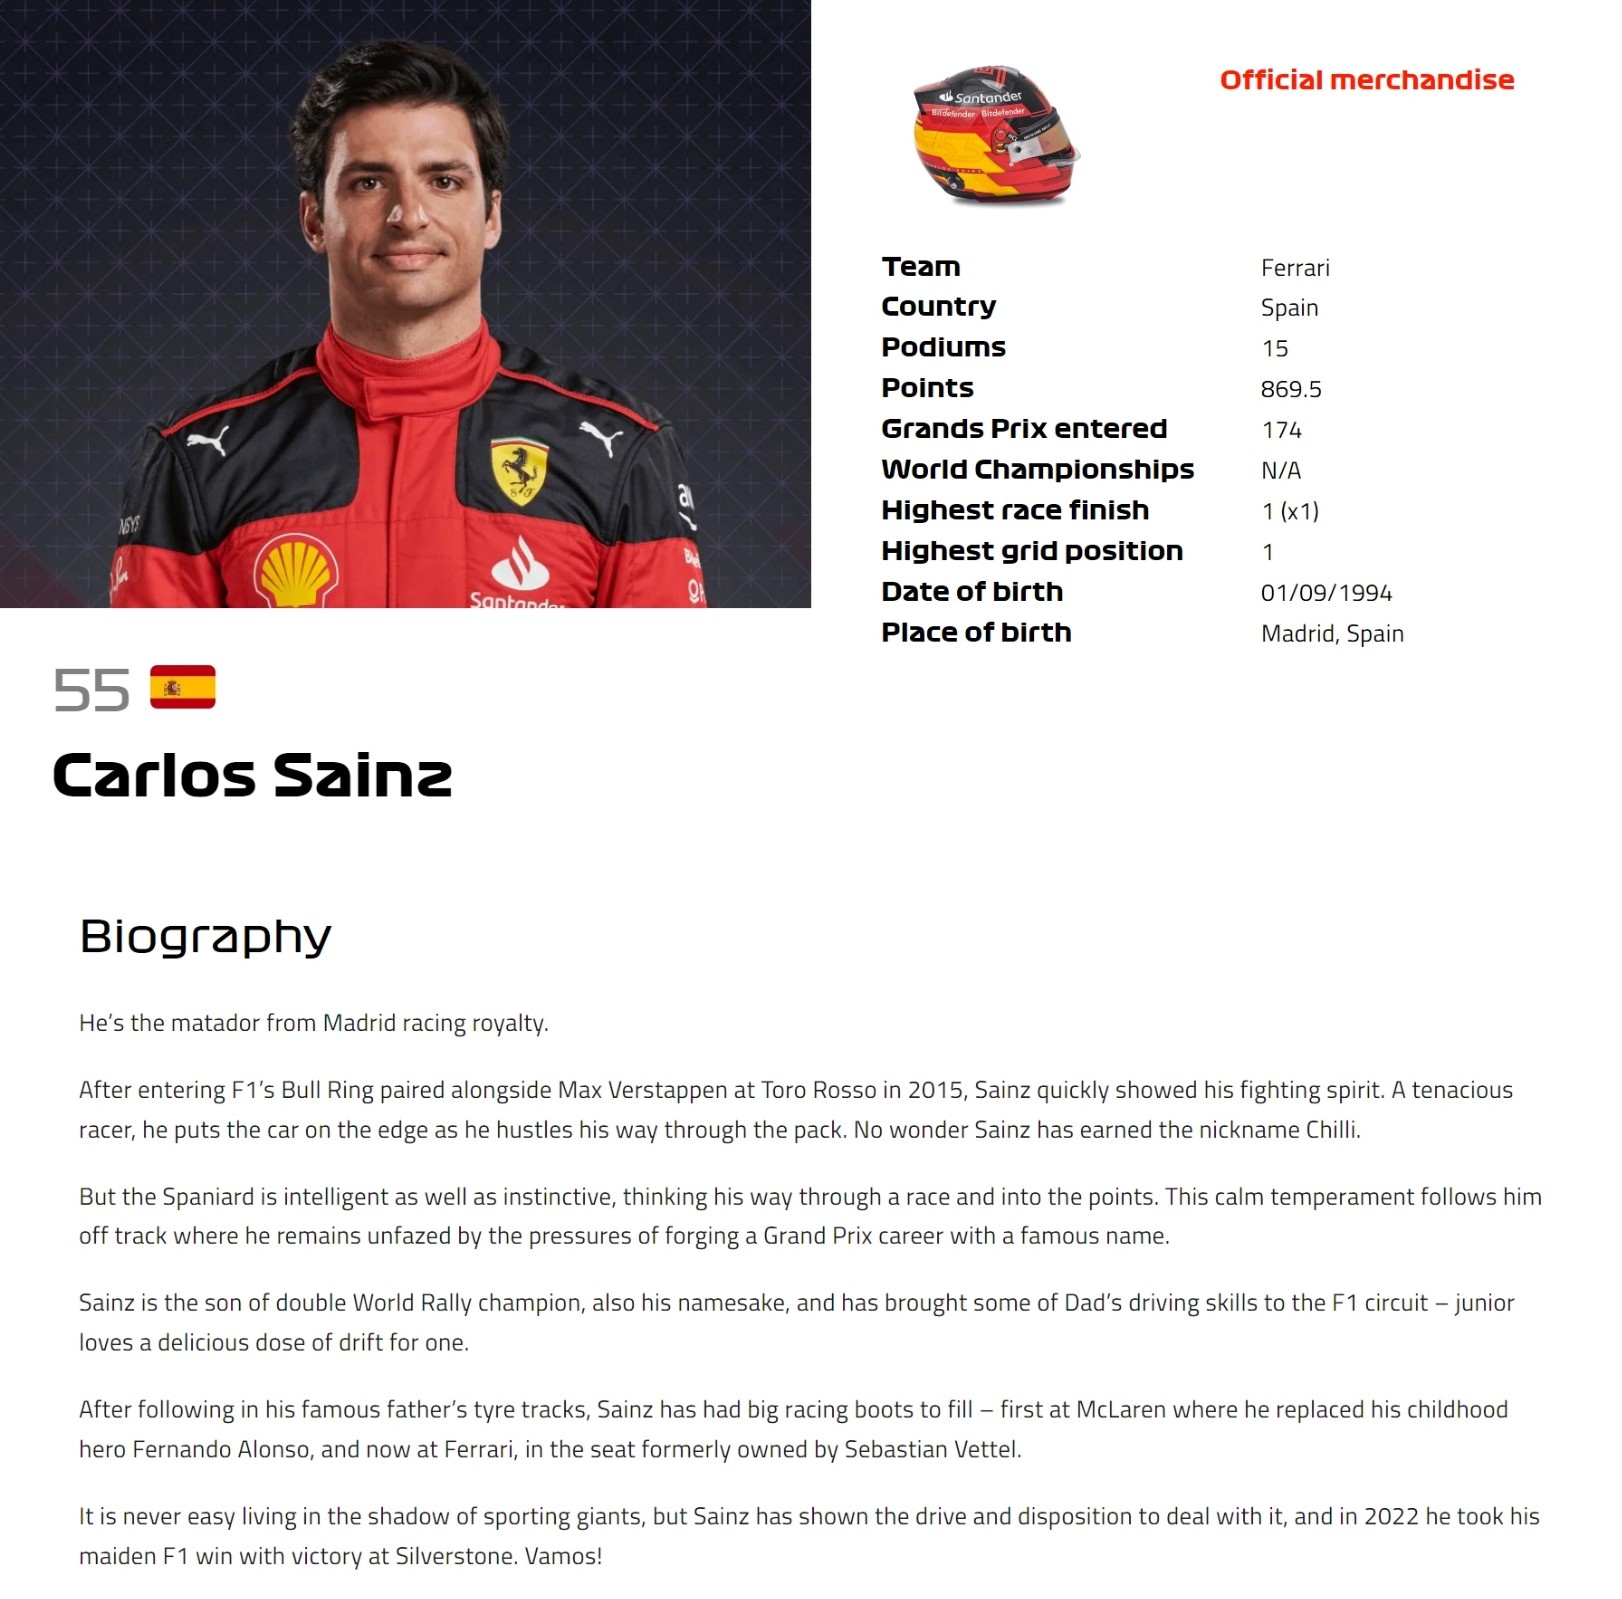 Santander
Bitdefender Bitdefender
Official merchandise
Team Ferrari
Country Spain
Podiums 15
Points 869.5
Grands Prix entered 174
World Championships N/A
Highest race finish 1 (x1)
Highest grid position 1
Date of birth 01/09/1994
Place of birth Madrid, Spain
S F
Santander
55
Carlos Sainz
Biography
He’s the matador from Madrid racing royalty.
After entering F1’s Bull Ring paired alongside Max Verstappen at Toro Rosso in 2015, Sainz quickly showed his fighting spirit. A tenacious
racer, he puts the car on the edge as he hustles his way through the pack. No wonder Sainz has earned the nickname Chilli.
But the Spaniard is intelligent as well as instinctive, thinking his way through a race and into the points. This calm temperament follows him
off track where he remains unfazed by the pressures of forging a Grand Prix career with a famous name.
Sainz is the son of double World Rally champion, also his namesake, and has brought some of Dad’s driving skills to the F1 circuit – junior
loves a delicious dose of drift for one.
After following in his famous father’s tyre tracks, Sainz has had big racing boots to fill – first at McLaren where he replaced his childhood
hero Fernando Alonso, and now at Ferrari, in the seat formerly owned by Sebastian Vettel.
It is never easy living in the shadow of sporting giants, but Sainz has shown the drive and disposition to deal with it, and in 2022 he took his
maiden F1 win with victory at Silverstone. Vamos!